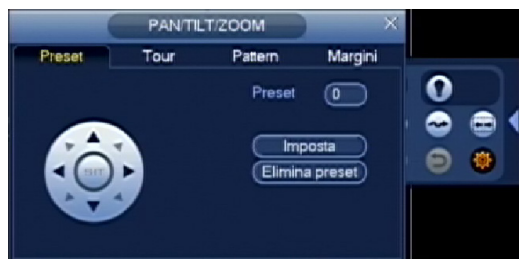 PAN/TILT/ZOOM
Preset Tour Pattern Margini
Preset 0
Imposta
Elimina preset